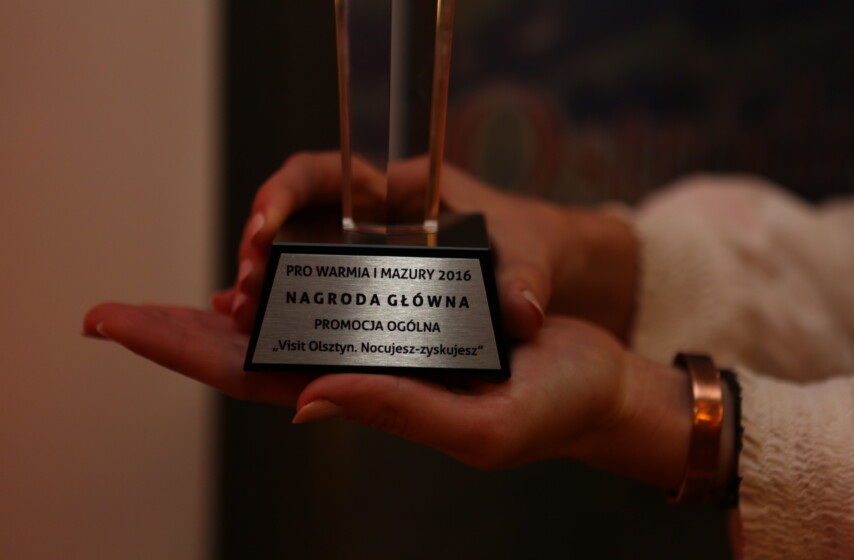 PRO WARMIA I MAZURY 2016
NAGRODA GŁÓWNA
PROMOCJA OGÓLNA
„Visit Olsztyn. Nocujesz-zyskujesz”